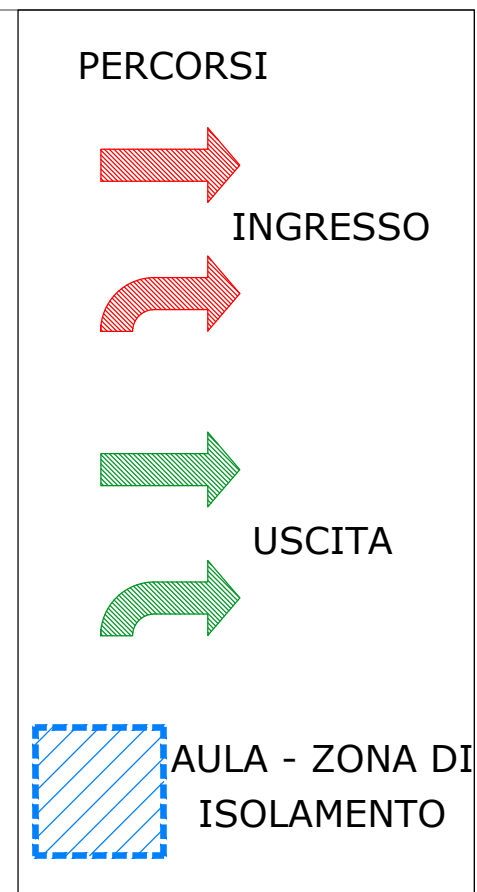 PERCORSI
INGRESSO
USCITA
AULA - ZONA DI
ISOLAMENTO